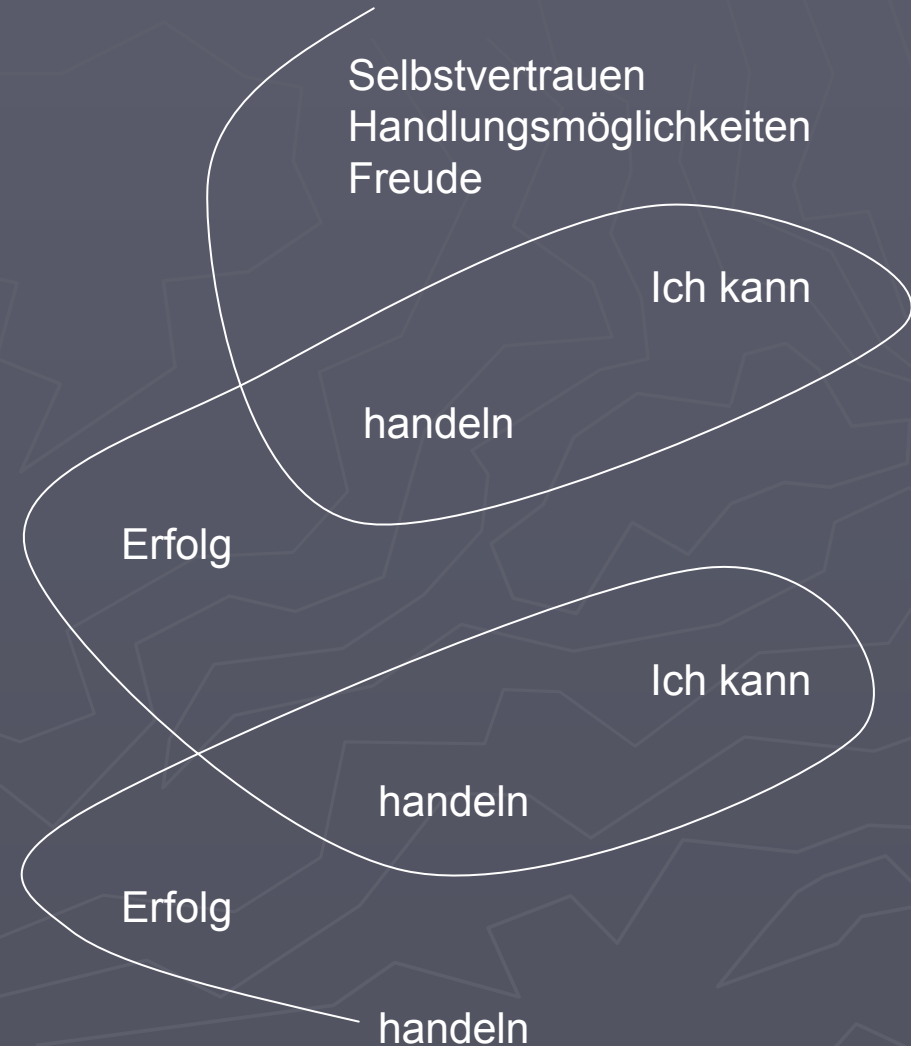 Selbstvertrauen
Handlungsmöglichkeiten
Freude
Ich kann
handeln
Erfolg
Ich kann
handeln
Erfolg
handeln